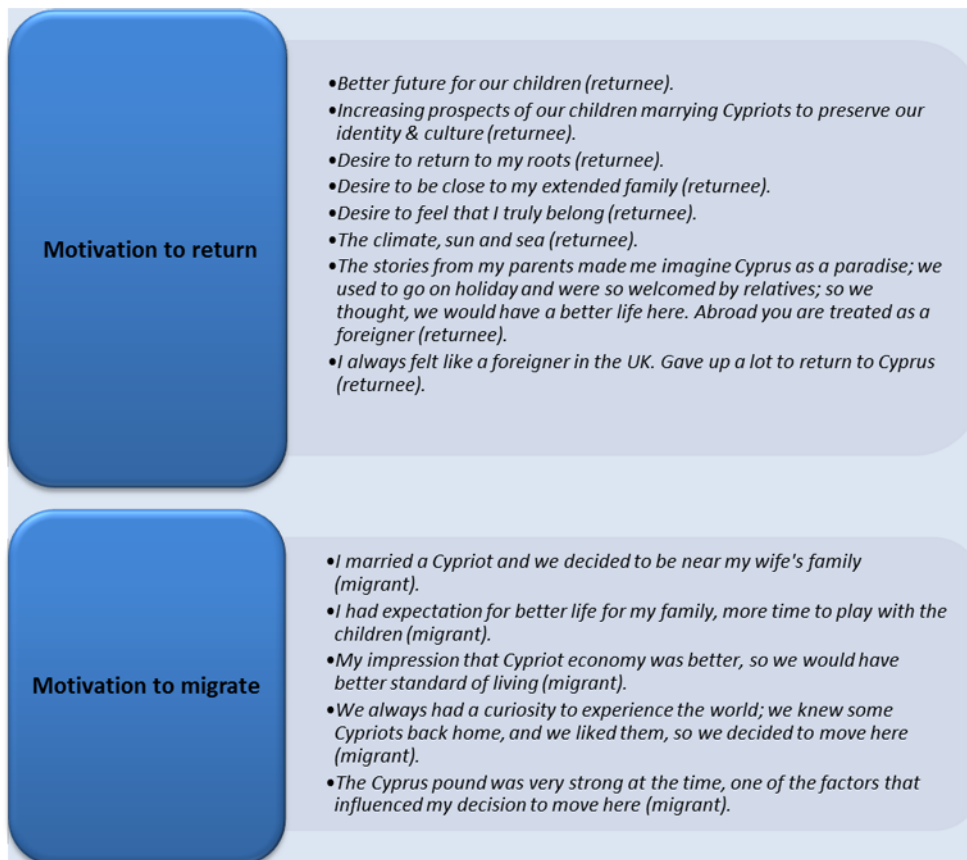 Motivation to return
•Better future for our children (returnee).
•Increasing prospects of our children marrying Cypriots to preserve our
identity & culture (returnee).
•Desire to return to my roots (returnee).
•Desire to be close to my extended family (returnee).
•Desire to feel that I truly belong (returnee).
•The climate, sun and sea (returnee).
•The stories from my parents made me imagine Cyprus as a paradise; we
used to go on holiday and were so welcomed by relatives; so we
thought, we would have a better life here. Abroad you are treated as a
foreigner (returnee).
•I always felt like a foreigner in the UK. Gave up a lot to return to Cyprus
(returnee).
Motivation to migrate
•I married a Cypriot and we decided to be near my wife's family
(migrant).
•I had expectation for better life for my family, more time to play with the
children (migrant).
•My impression that Cypriot economy was better, so we would have
better standard of living (migrant).
•We always had a curiosity to experience the world; we knew some
Cypriots back home, and we liked them, so we decided to move here
(migrant).
•The Cyprus pound was very strong at the time, one of the factors that
influenced my decision to move here (migrant).